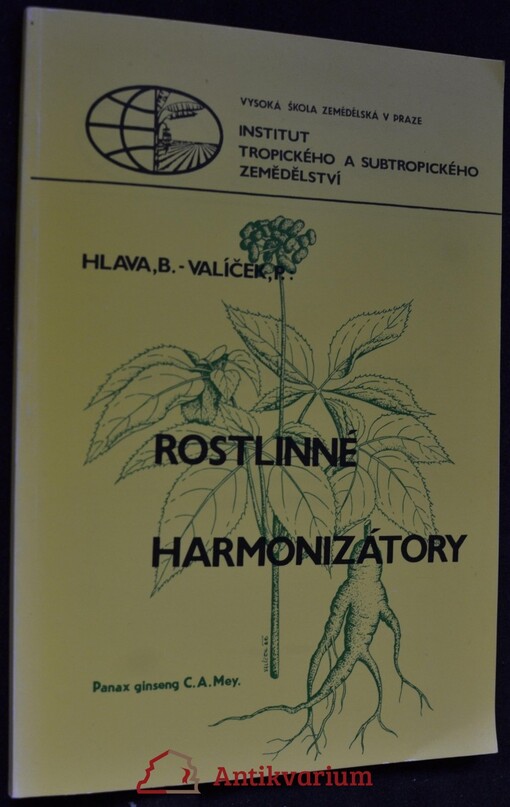 VYSOKÁ ŠKOLA ZEMĚDĚLSKÁ V PRAZE
INSTITUT
TROPICKÉHO A SUBTROPICKÉHO
ZEMĚDĚLSTVÍ
HLAVA, B. - VALÍČEK, P.:
ROSTLINNÉ
HARMONIZÁTORY
Panax ginseng C. A. Mey.
Antikvarium